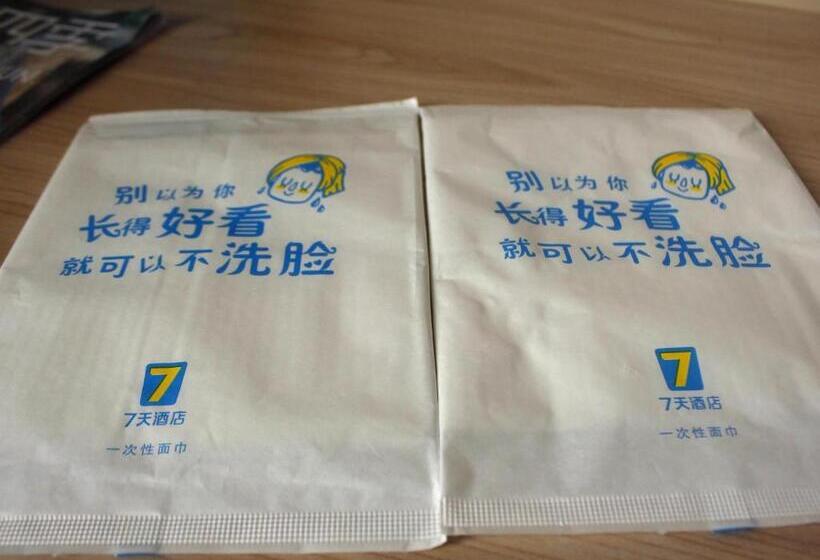 别以为你
长得好看
就可以不洗脸
7
7天酒店
一次性面巾
别以为你
长得好看
就可以不洗脸
7
7天酒店
一次性面巾